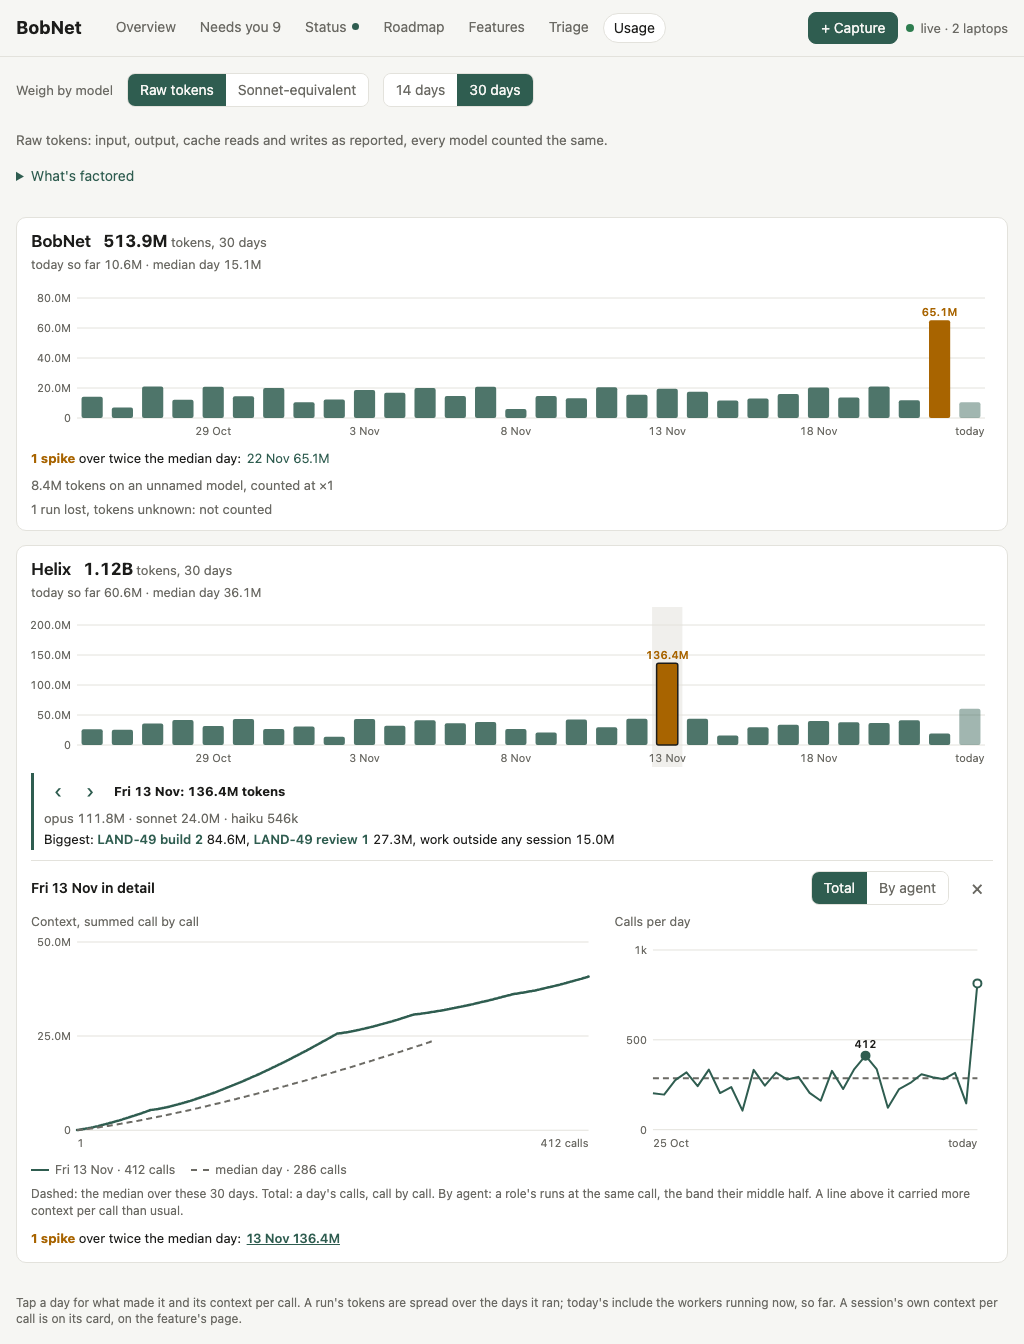 BobNet Overview Needs you 9 Status Roadmap Features Triage Usage + Capture live · 2 laptops
Weigh by model Raw tokens Sonnet-equivalent 14 days 30 days
Raw tokens: input, output, cache reads and writes as reported, every model counted the same.
What's factored
BobNet 513.9M tokens, 30 days
today so far 10.6M · median day 15.1M
80.0M
65.1M
60.0M
40.0M
20.0M
0
29 Oct 3 Nov 8 Nov 13 Nov 18 Nov today
1 spike over twice the median day: 22 Nov 65.1M
8.4M tokens on an unnamed model, counted at ×1
1 run lost, tokens unknown: not counted
Helix 1.12B tokens, 30 days
today so far 60.6M · median day 36.1M
200.0M
150.0M 136.4M
100.0M
50.0M
0
29 Oct 3 Nov 8 Nov 13 Nov 18 Nov today
‹ › Fri 13 Nov: 136.4M tokens
opus 111.8M · sonnet 24.0M · haiku 546k
Biggest: LAND-49 build 2 84.6M, LAND-49 review 1 27.3M, work outside any session 15.0M
Fri 13 Nov in detail Total By agent ×
Context, summed call by call
50.0M
25.0M
0
1 412 calls
Calls per day
1k
500
412
0
25 Oct today
Fri 13 Nov · 412 calls median day · 286 calls
Dashed: the median over these 30 days. Total: a day's calls, call by call. By agent: a role's runs at the same call, the band their middle half. A line above it carried more
context per call than usual.
1 spike over twice the median day: 13 Nov 136.4M
Tap a day for what made it and its context per call. A run's tokens are spread over the days it ran; today's include the workers running now, so far. A session's own context per
call is on its card, on the feature's page.